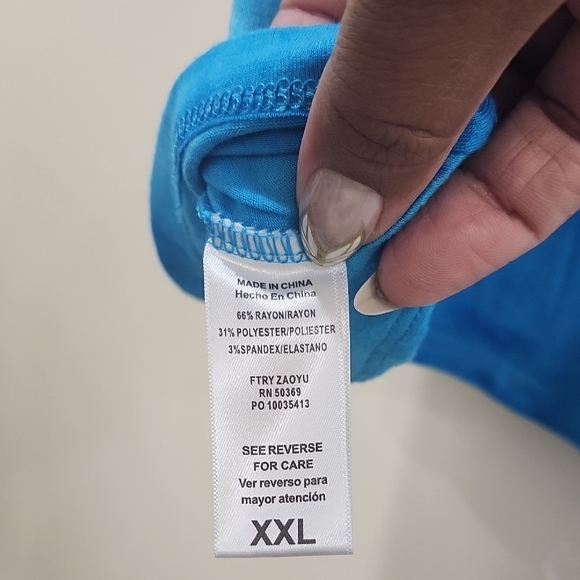 MADE IN CHINA
Hecho En China
66% RAYON/RAYON
31% POLYESTER/POLIESTER
3%SPANDEX/ELASTANO
FTRY ZAOYU
RN 50369
PO 10035413
SEE REVERSE
FOR CARE
Ver reverso para
mayor atención
XXL